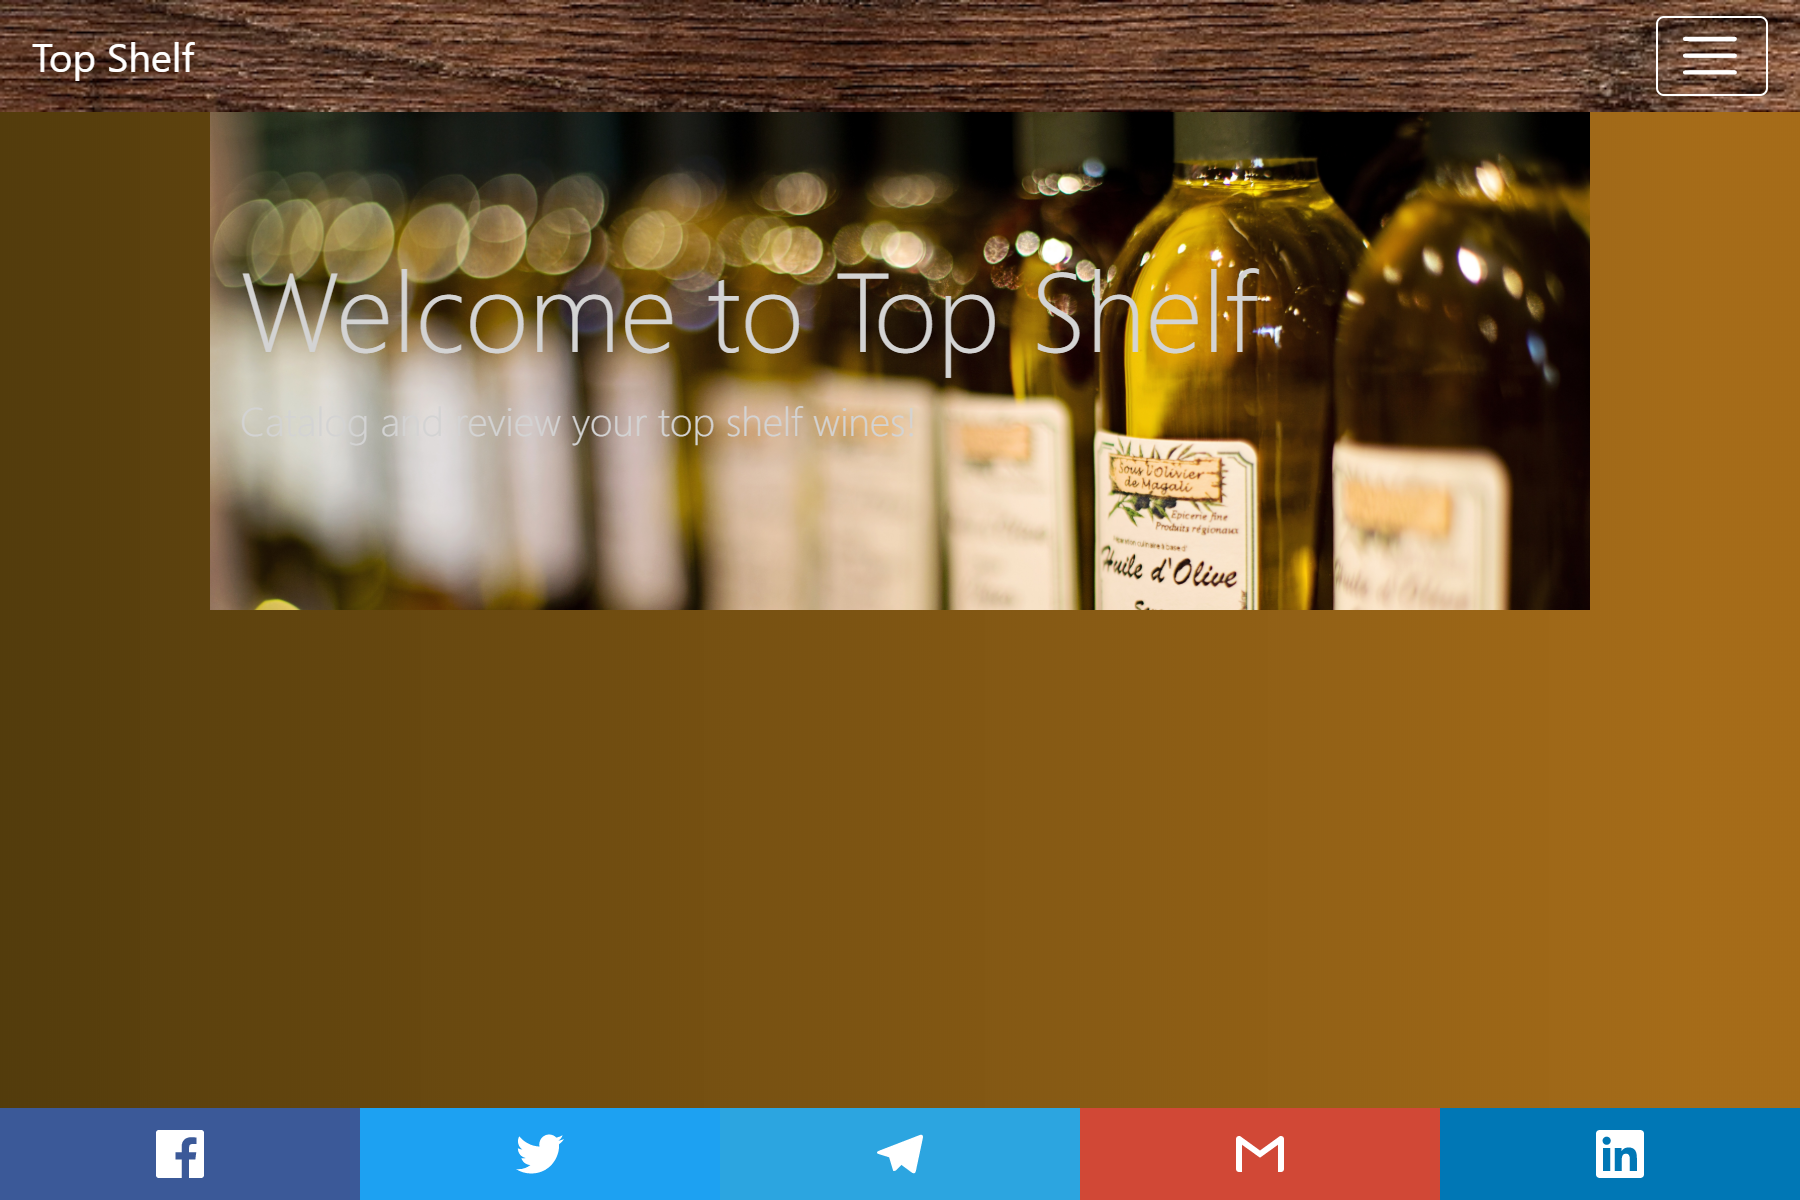 Top Shelf
Welcome to Top Shelf
Catalog and review your top shelf wines!
Sous l'Olivier
de Magali
Epicerie fine
Produits régionaux
Huile d'Olive